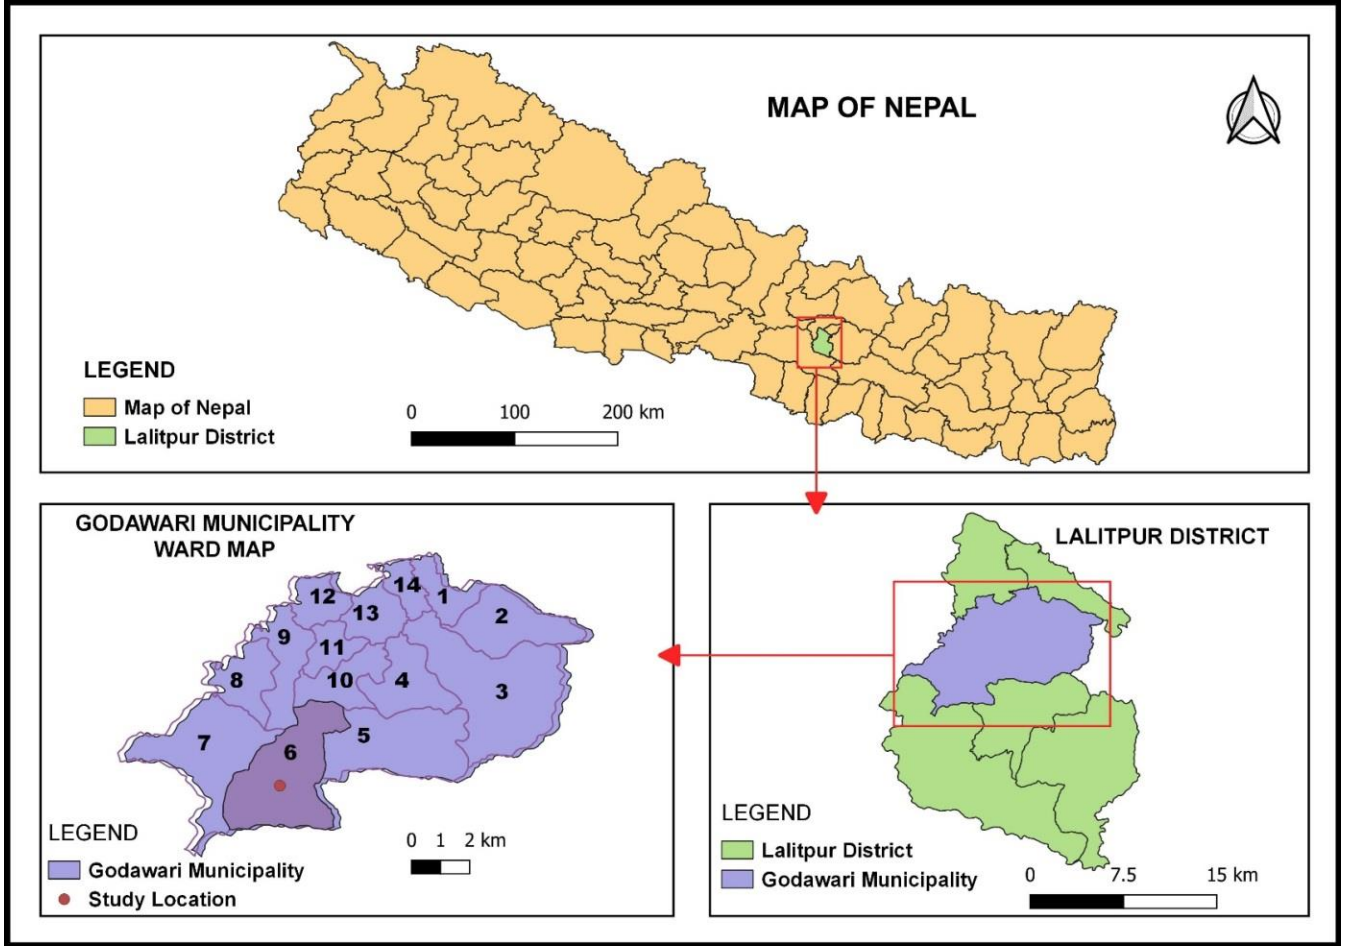 MAP OF NEPAL
LEGEND
Map of Nepal
Lalitpur District
0 100 200 km
GODAWARI MUNICIPALITY
WARD MAP
14
1
12
13
2
9
11
8
10
4
3
7
6
5
LEGEND
Godawari Municipality
Study Location
0 1 2 km
LALITPUR DISTRICT
LEGEND
Lalitpur District
Godawari Municipality
0 7.5 15 km